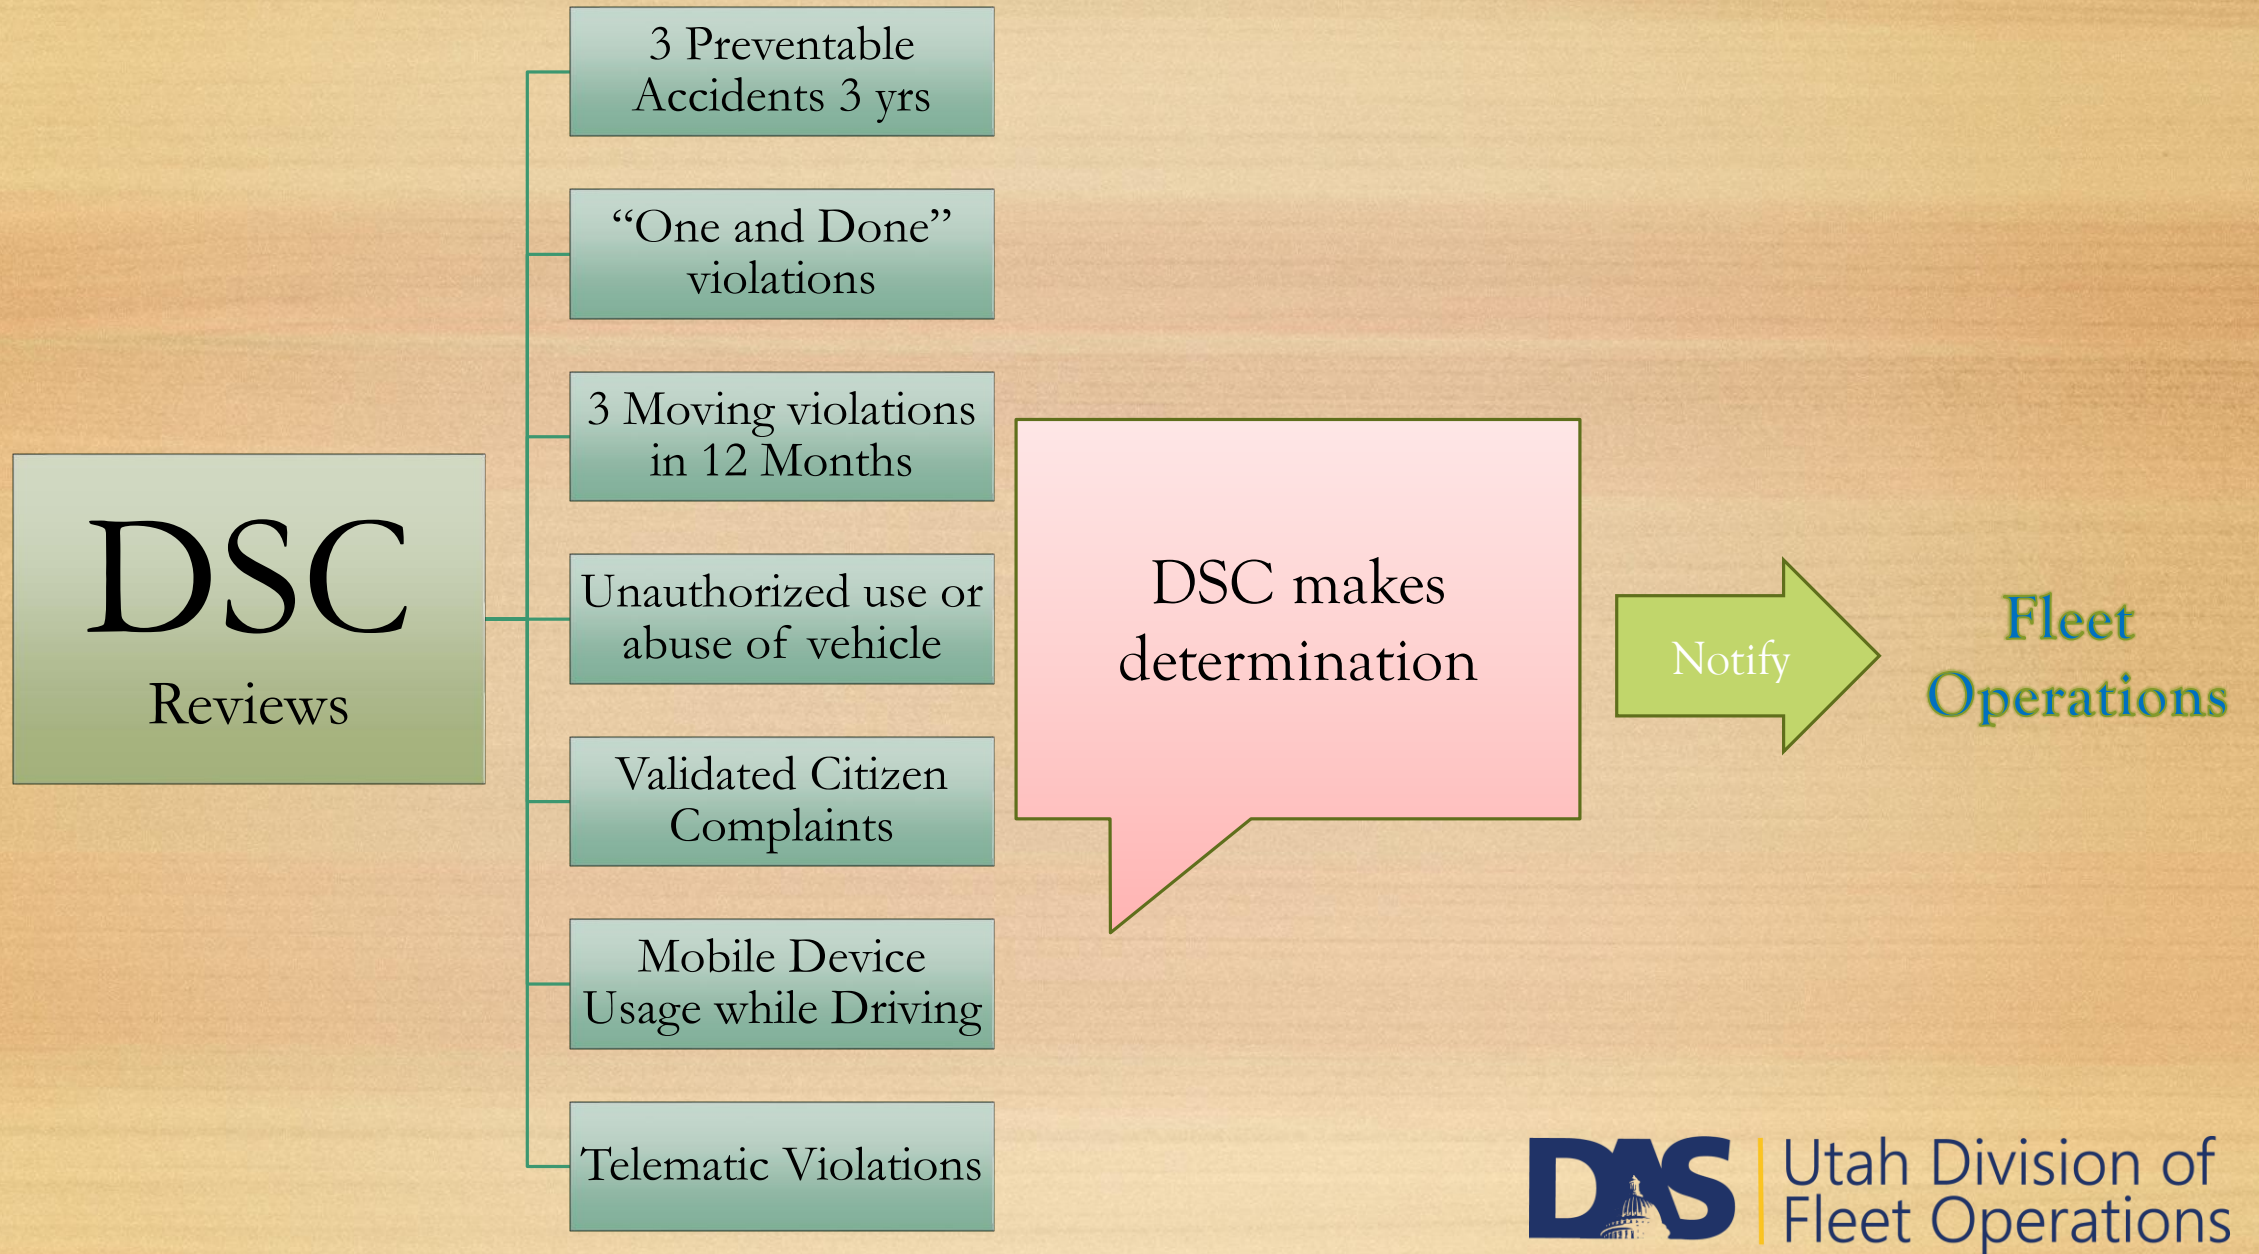 DSC
Reviews
3 Preventable
Accidents 3 yrs
“One and Done”
violations
3 Moving violations
in 12 Months
Unauthorized use or
abuse of vehicle
Validated Citizen
Complaints
Mobile Device
Usage while Driving
Telematic Violations
DSC makes
determination
Notify
Fleet
Operations
DAS
Utah Division of
Fleet Operations